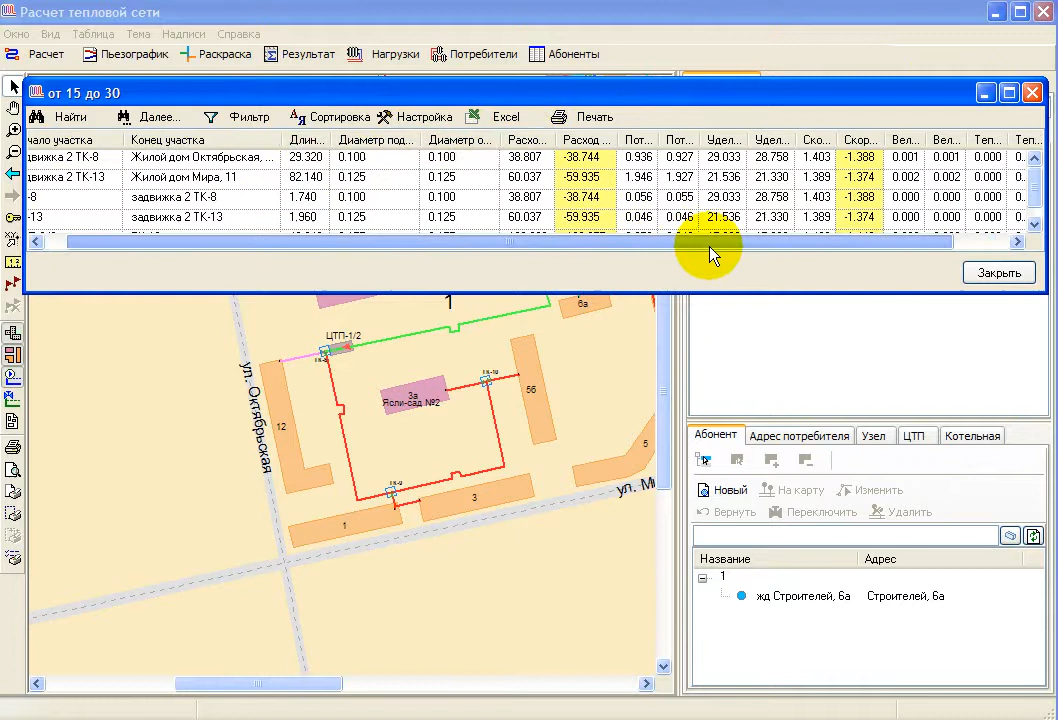 Расчет тепловой сети
Окно Вид Таблица Тема Надписи Справка
Расчет Пьезографик Раскраска Результат Нагрузки Потребители Абоненты
от 15 до 30
Найти Далее... Фильтр Сортировка Настройка Excel Печать
чало участка Конец участка Длин... Диаметр под... Диаметр о... Расхо... Расход ... Пот... Пот... Удел... Удел... Ско... Скор... Вел... Вел... Теп... Теп...
движка 2 ТК-8 Жилой дом Октябрьская, ... 29.320 0.100 0.100 38.807 -38.744 0.936 0.927 29.033 28.758 1.403 -1.388 0.001 0.001 0.000 0...
движка 2 ТК-13 Жилой дом Мира, 11 82.140 0.125 0.125 60.037 -59.935 1.946 1.927 21.536 21.330 1.389 -1.374 0.002 0.002 0.000 0...
-8 задвижка 2 ТК-8 1.740 0.100 0.100 38.807 -38.744 0.056 0.055 29.033 28.758 1.403 -1.388 0.000 0.000 0.000 0...
-13 задвижка 2 ТК-13 1.960 0.125 0.125 60.037 -59.935 0.046 0.046 21.536 21.330 1.389 -1.374 0.000 0.000 0.000 0...
Закрыть
1
6а
ЦТП-1/2
ТК-8
ТК-10
3а
Ясли-сад №2
5б
12
ул. Октябрьская
5
ТК-9
3
ул. М
1
Абонент Адрес потребителя Узел ЦТП Котельная
Новый На карту Изменить
Вернуть Переключить Удалить
Название Адрес
1
жд Строителей, 6а Строителей, 6а